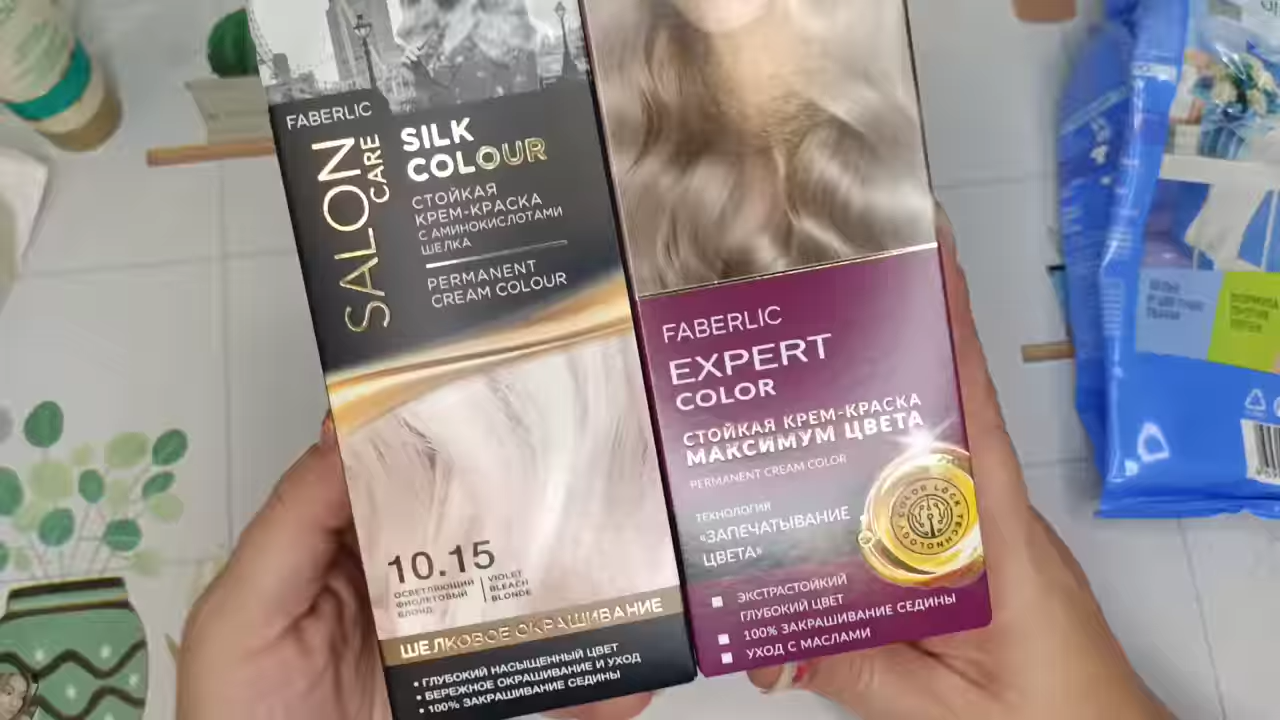 FABERLIC
SALON
CARE
SILK
COLOUR
СТОЙКАЯ
КРЕМ-КРАСКА
С АМИНОКИСЛОТАМИ
ШЕЛКА
PERMANENT
CREAM COLOUR
10.15
ОСВЕТЛЯЮЩИЙ
ФИОЛЕТОВЫЙ
БЛОНД
VIOLET
BLEACH
BLONDE
ШЕЛКОВОЕ ОКРАШИВАНИЕ
• ГЛУБОКИЙ НАСЫЩЕННЫЙ ЦВЕТ
• БЕРЕЖНОЕ ОКРАШИВАНИЕ И УХОД
• 100% ЗАКРАШИВАНИЕ СЕДИНЫ
FABERLIC
EXPERT
COLOR
СТОЙКАЯ КРЕМ-КРАСКА
МАКСИМУМ ЦВЕТА
PERMANENT CREAM COLOR
ТЕХНОЛОГИЯ
«ЗАПЕЧАТЫВАНИЕ
ЦВЕТА»
COLOR LOCK TECHNOLOGY
ЭКСТРАСТОЙКИЙ
ГЛУБОКИЙ ЦВЕТ
100% ЗАКРАШИВАНИЕ СЕДИНЫ
УХОД С МАСЛАМИ